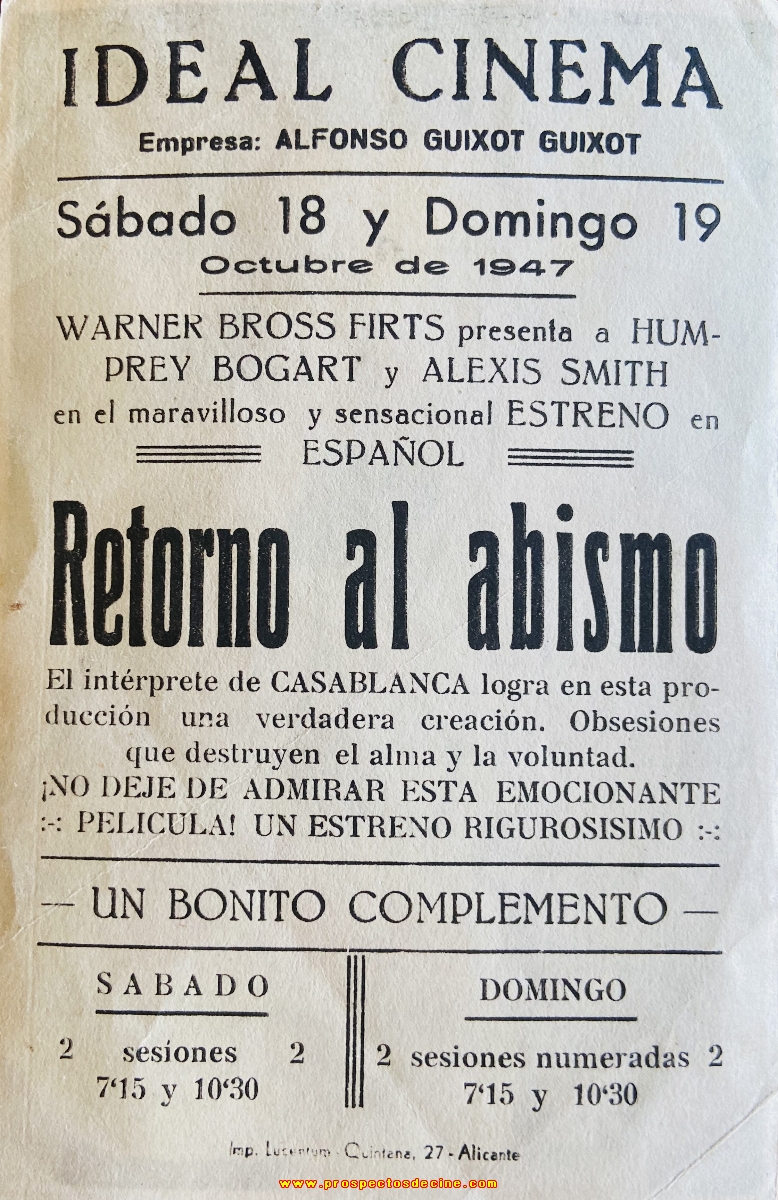 IDEAL CINEMA
Empresa: ALFONSO GUIXOT GUIXOT
Sábado 18 y Domingo 19
Octubre de 1947
WARNER BROSS FIRTS presenta a HUM-
PREY BOGART y ALEXIS SMITH
en el maravilloso y sensacional ESTRENO en
ESPAÑOL
Retorno al abismo
El intérprete de CASABLANCA logra en esta pro-
ducción una verdadera creación. Obsesiones
que destruyen el alma y la voluntad.
¡NO DEJE DE ADMIRAR ESTA EMOCIONANTE
:-: PELICULA! UN ESTRENO RIGUROSISIMO :-:
— UN BONITO COMPLEMENTO —
SABADO
2 sesiones 2
7'15 y 10'30
DOMINGO
2 sesiones numeradas 2
7'15 y 10'30
Imp. Lucentum - Quintana, 27 - Alicante
www.prospectosdecine.com